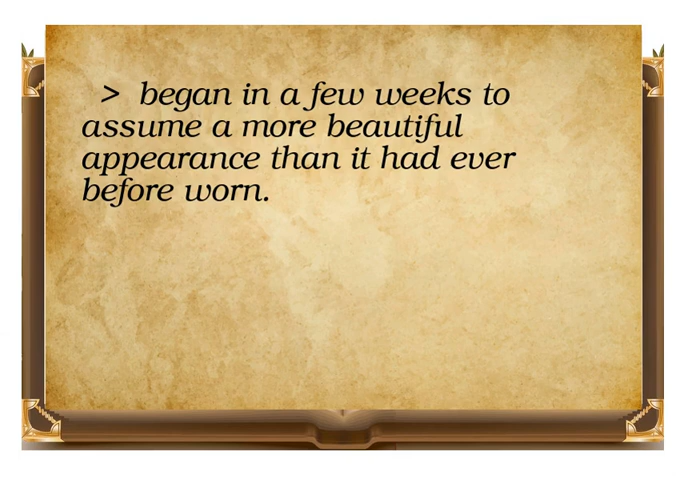 > began in a few weeks to
assume a more beautiful
appearance than it had ever
before worn.